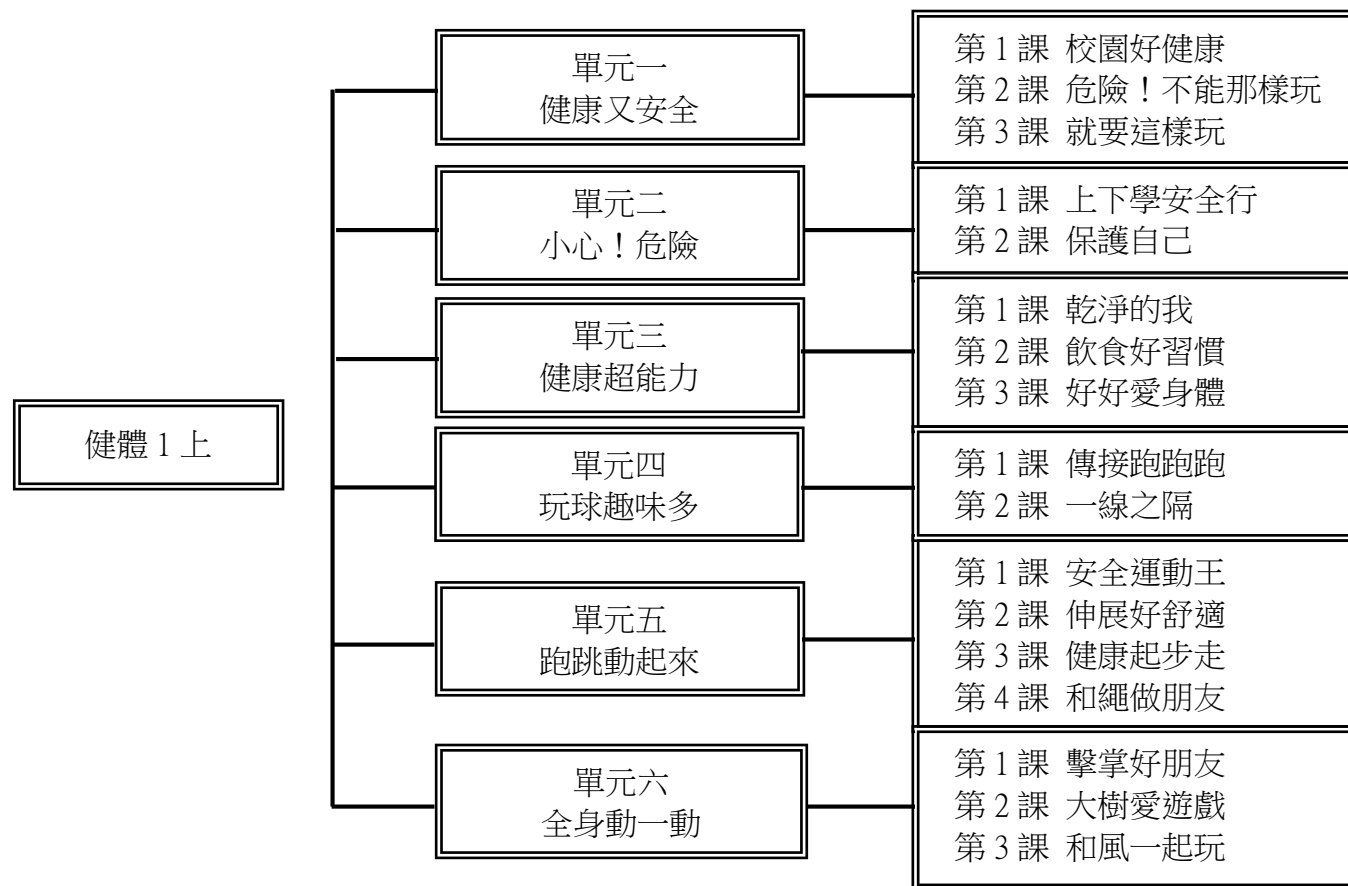 健體 1 上
單元一
健康又安全
第 1 課 校園好健康
第 2 課 危險！不能那樣玩
第 3 課 就要這樣玩
單元二
小心！危險
第 1 課 上下學安全行
第 2 課 保護自己
單元三
健康超能力
第 1 課 乾淨的我
第 2 課 飲食好習慣
第 3 課 好好愛身體
單元四
玩球趣味多
第 1 課 傳接跑跑跑
第 2 課 一線之隔
單元五
跑跳動起來
第 1 課 安全運動王
第 2 課 伸展好舒適
第 3 課 健康起步走
第 4 課 和繩做朋友
單元六
全身動一動
第 1 課 擊掌好朋友
第 2 課 大樹愛遊戲
第 3 課 和風一起玩